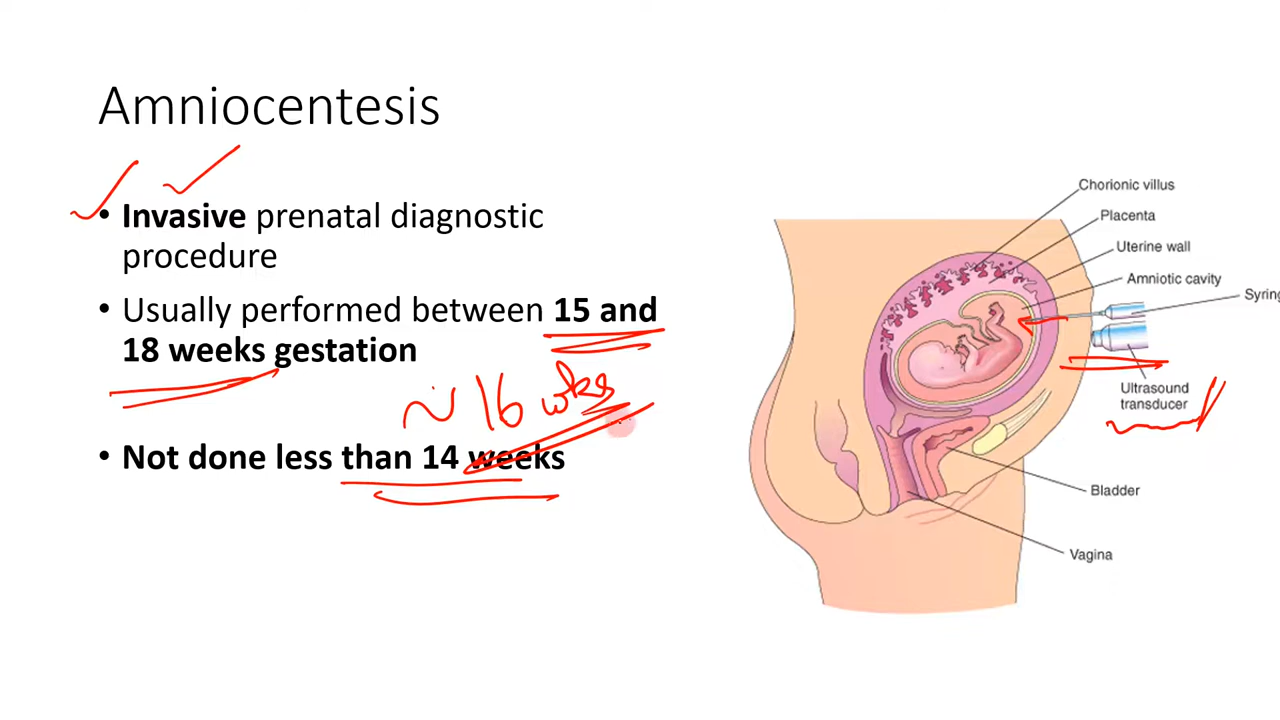 Amniocentesis
• Invasive prenatal diagnostic
procedure
• Usually performed between 15 and
18 weeks gestation
~ 16 wks
• Not done less than 14 weeks
Chorionic villus
Placenta
Uterine wall
Amniotic cavity
Syring
Ultrasound
transducer
Bladder
Vagina